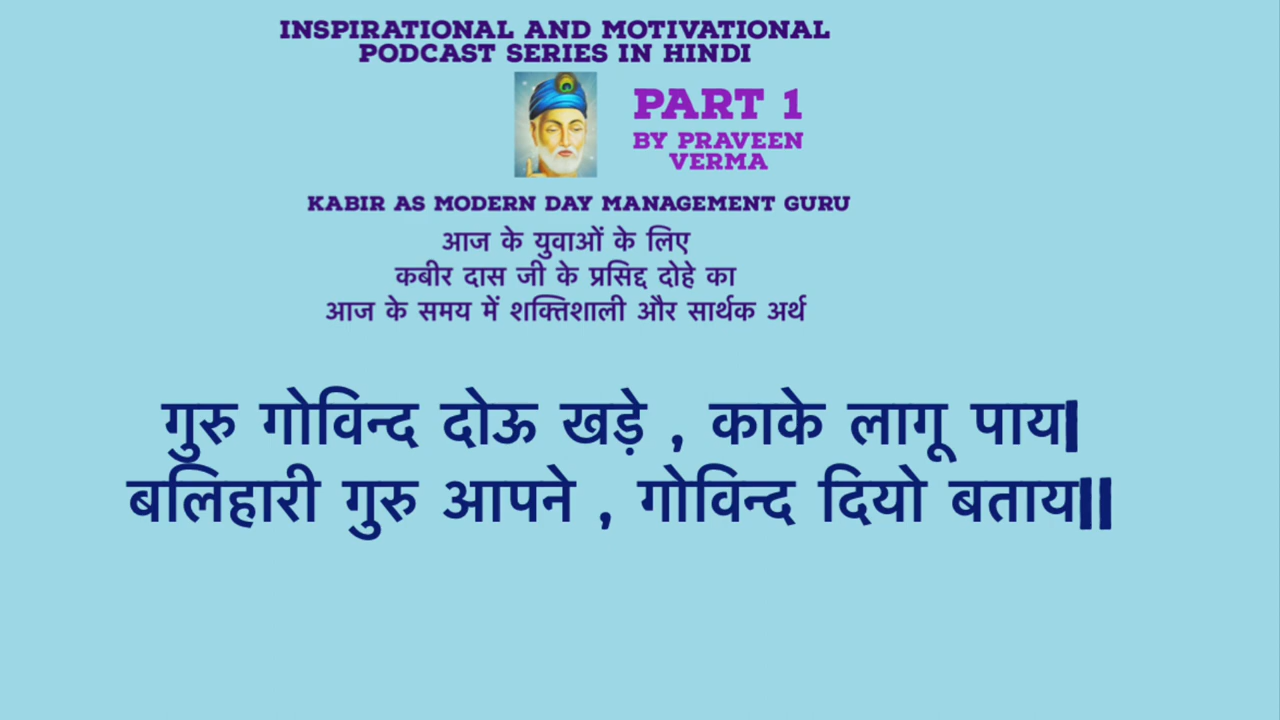 INSPIRATIONAL AND MOTIVATIONAL
PODCAST SERIES IN HINDI
PART 1
BY PRAVEEN
VERMA
KABIR AS MODERN DAY MANAGEMENT GURU
आज के युवाओं के लिए
कबीर दास जी के प्रसिद्द दोहे का
आज के समय में शक्तिशाली और सार्थक अर्थ
गुरु गोविन्द दोऊ खड़े , काके लागू पाय|
बलिहारी गुरु आपने , गोविन्द दियो बताय||